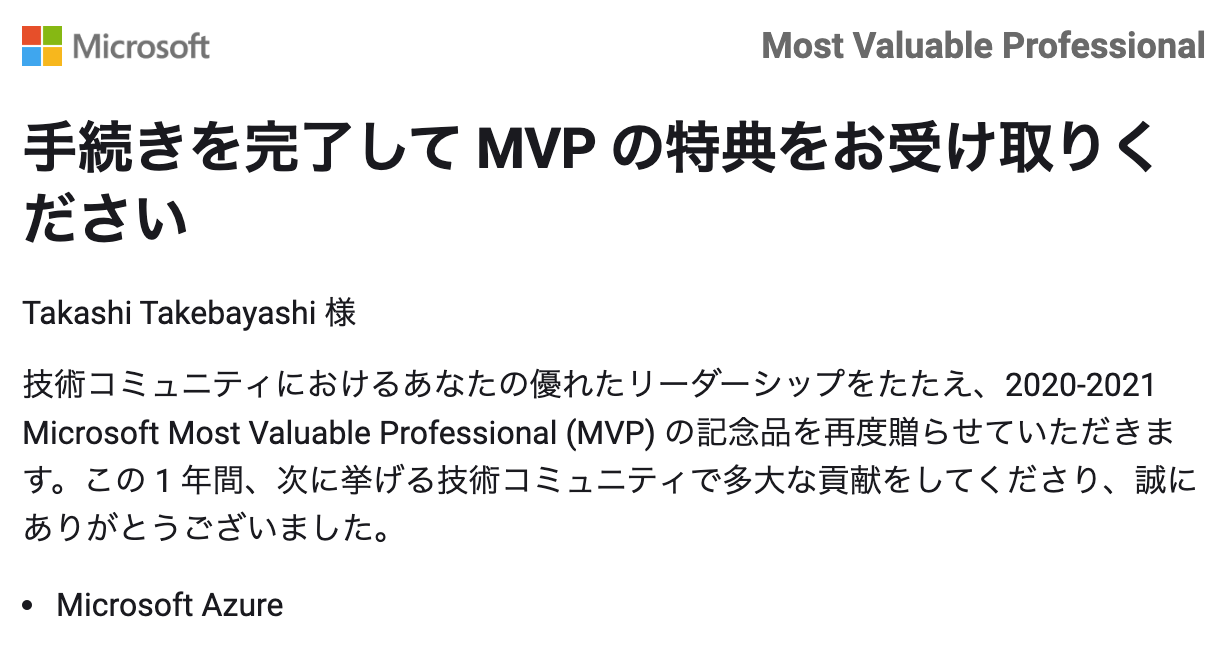 Microsoft
Most Valuable Professional
手続きを完了して MVP の特典をお受け取りく
ださい
Takashi Takebayashi 様
技術コミュニティにおけるあなたの優れたリーダーシップをたたえ、2020-2021
Microsoft Most Valuable Professional (MVP) の記念品を再度贈らせていただきま
す。この 1 年間、次に挙げる技術コミュニティで多大な貢献をしてくださり、誠に
ありがとうございました。
• Microsoft Azure